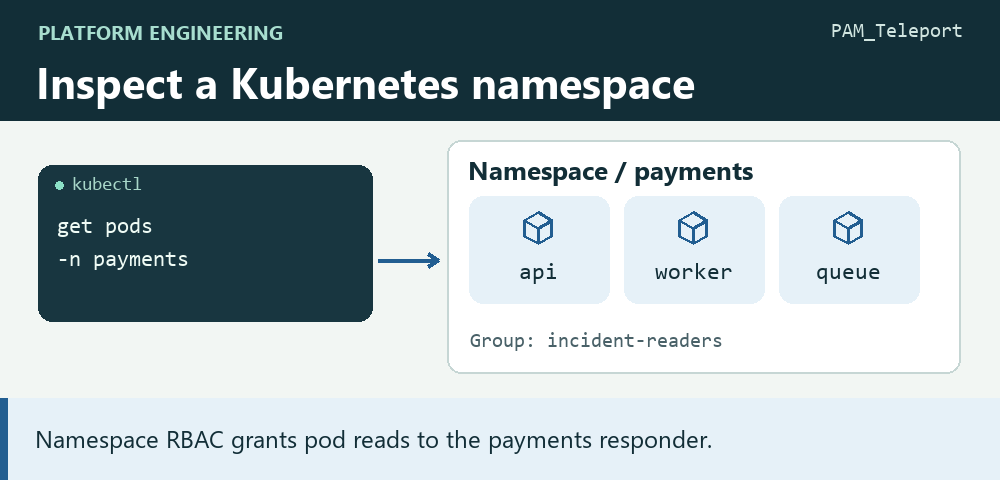 PLATFORM ENGINEERING
PAM_Teleport
Inspect a Kubernetes namespace
kubectl
get pods
-n payments
Namespace / payments
api
worker
queue
Group: incident-readers
Namespace RBAC grants pod reads to the payments responder.